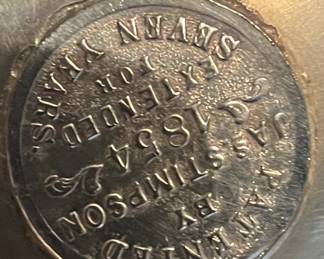 PATENTED
BY
JAS STIMPSON
1854
EXTENDED
FOR
SEVEN YEARS.